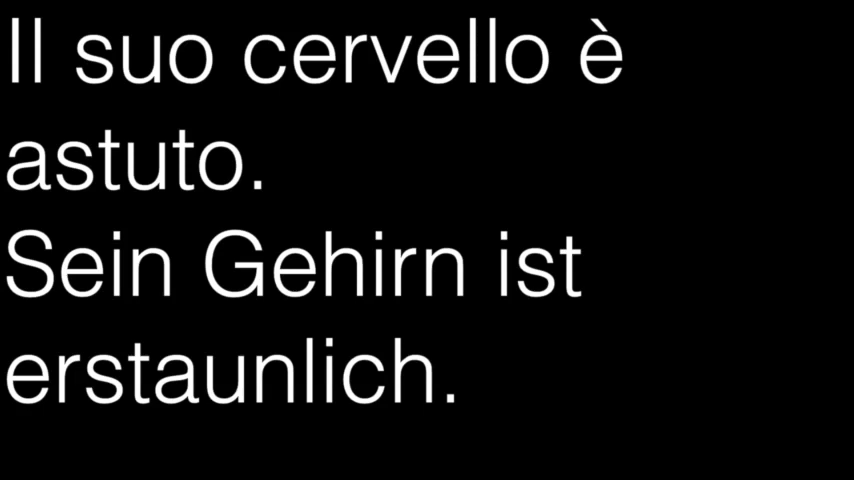 Il suo cervello è
astuto.
Sein Gehirn ist
erstaunlich.